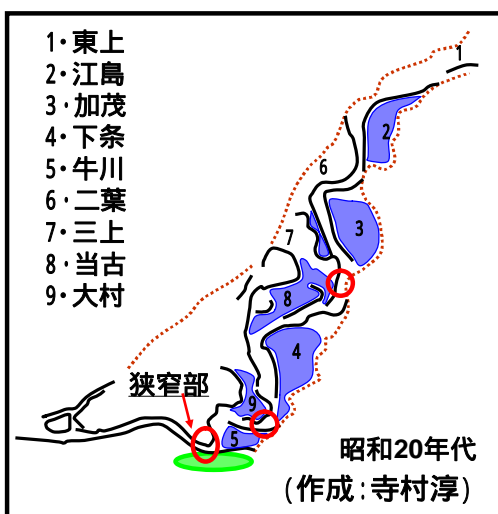 1・東上
2・江島
3・加茂
4・下条
5・牛川
6・二葉
7・三上
8・当古
9・大村
1
2
6
3
7
8
4
狭窄部
9
5
昭和20年代
(作成:寺村淳)